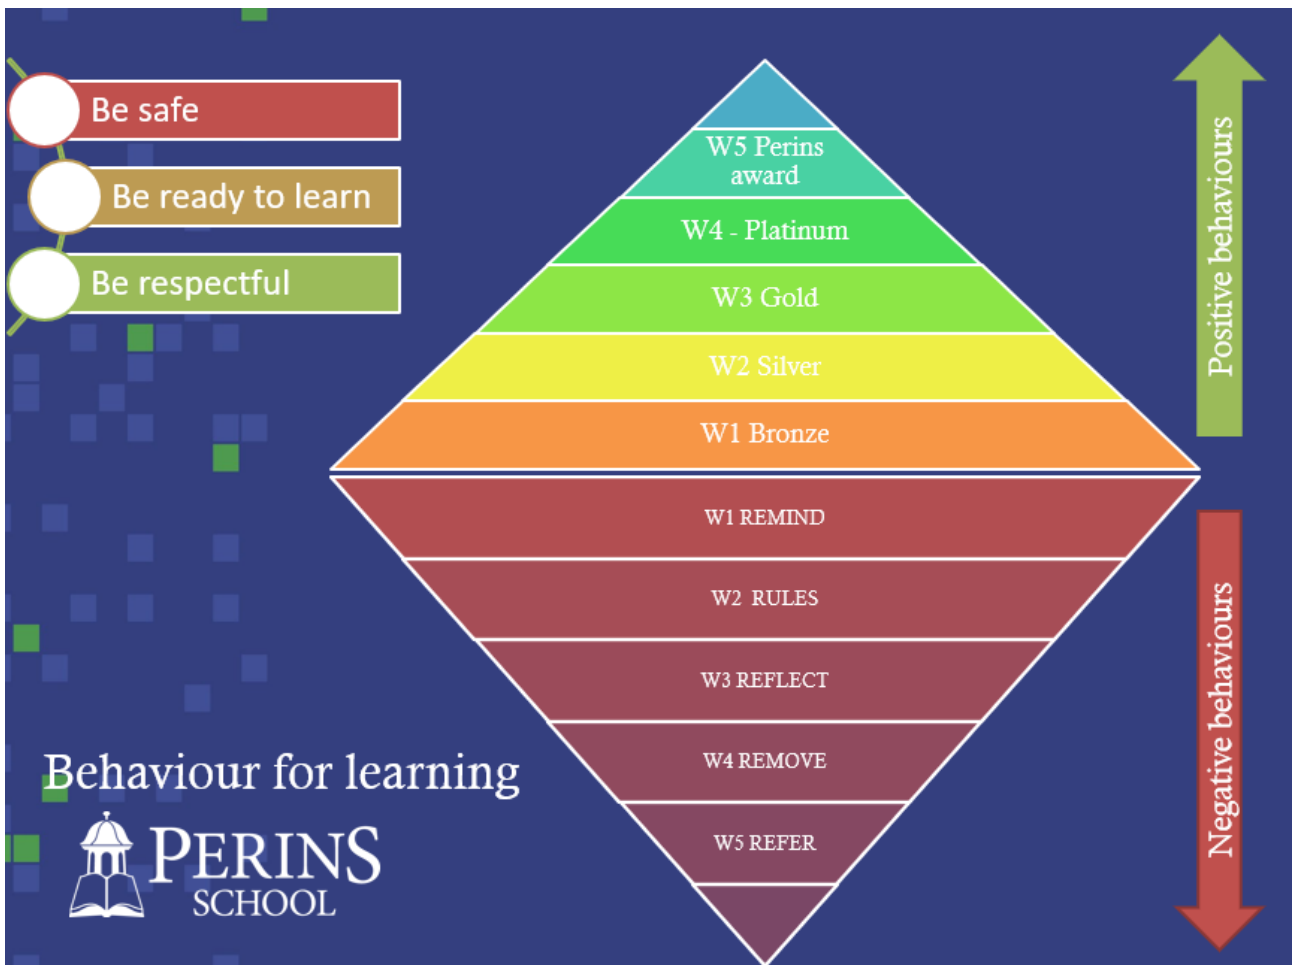 Be safe
Be ready to learn
Be respectful
W5 Perins
award
W4 - Platinum
W3 Gold
W2 Silver
W1 Bronze
W1 REMIND
W2 RULES
W3 REFLECT
W4 REMOVE
W5 REFER
Positive behaviours
Negative behaviours
Behaviour for learning
PERINS
SCHOOL